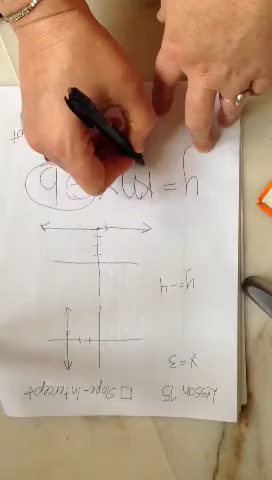 Lesson 15 □ Slope-Intercept
x=3
y=-4
y = mx + b